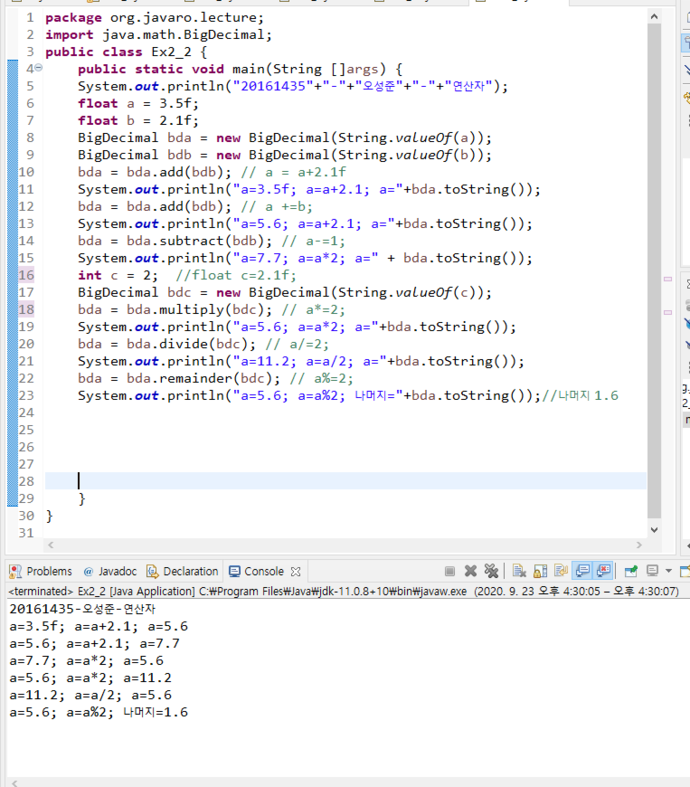 1 package org.javaro.lecture;
2 import java.math.BigDecimal;
3 public class Ex2_2 {
4 public static void main(String []args) {
5 System.out.println("20161435"+"-"+"오성준"+"-"+"연산자");
6 float a = 3.5f;
7 float b = 2.1f;
8 BigDecimal bda = new BigDecimal(String.valueOf(a));
9 BigDecimal bdb = new BigDecimal(String.valueOf(b));
10 bda = bda.add(bdb); // a = a+2.1f
11 System.out.println("a=3.5f; a=a+2.1; a="+bda.toString());
12 bda = bda.add(bdb); // a +=b;
13 System.out.println("a=5.6; a=a+2.1; a="+bda.toString());
14 bda = bda.subtract(bdb); // a-=1;
15 System.out.println("a=7.7; a=a*2; a=" + bda.toString());
16 int c = 2;  //float c=2.1f;
17 BigDecimal bdc = new BigDecimal(String.valueOf(c));
18 bda = bda.multiply(bdc); // a*=2;
19 System.out.println("a=5.6; a=a*2; a="+bda.toString());
20 bda = bda.divide(bdc); // a/=2;
21 System.out.println("a=11.2; a=a/2; a="+bda.toString());
22 bda = bda.remainder(bdc); // a%=2;
23 System.out.println("a=5.6; a=a%2; 나머지="+bda.toString());//나머지 1.6
24
25
26
27
28
29 }
30 }
31
Problems @ Javadoc Declaration Console
<terminated> Ex2_2 [Java Application] C:₩Program Files₩Java₩jdk-11.0.8+10₩bin₩javaw.exe (2020. 9. 23 오후 4:30:05 – 오후 4:30:07)
20161435-오성준-연산자
a=3.5f; a=a+2.1; a=5.6
a=5.6; a=a+2.1; a=7.7
a=7.7; a=a*2; a=5.6
a=5.6; a=a*2; a=11.2
a=11.2; a=a/2; a=5.6
a=5.6; a=a%2; 나머지=1.6